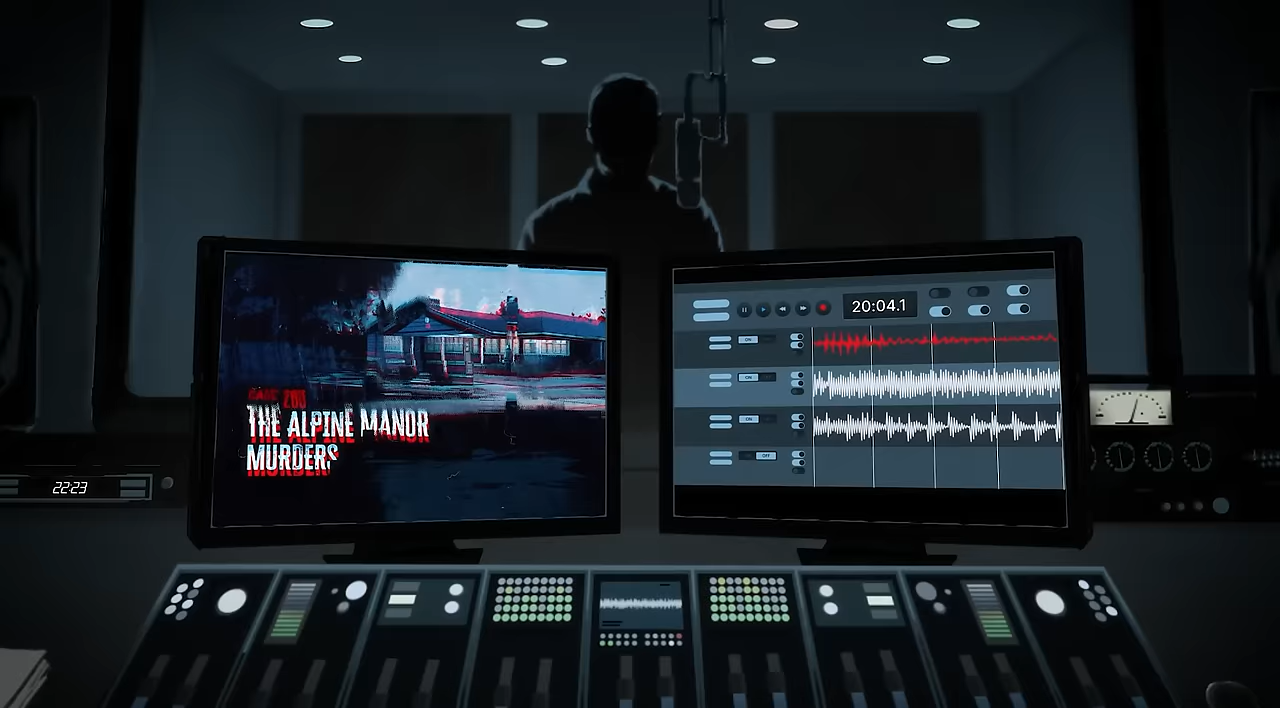 THE ALPINE MANOR
MURDERS
20:04.1
ON
ON
ON
OFF
22:23